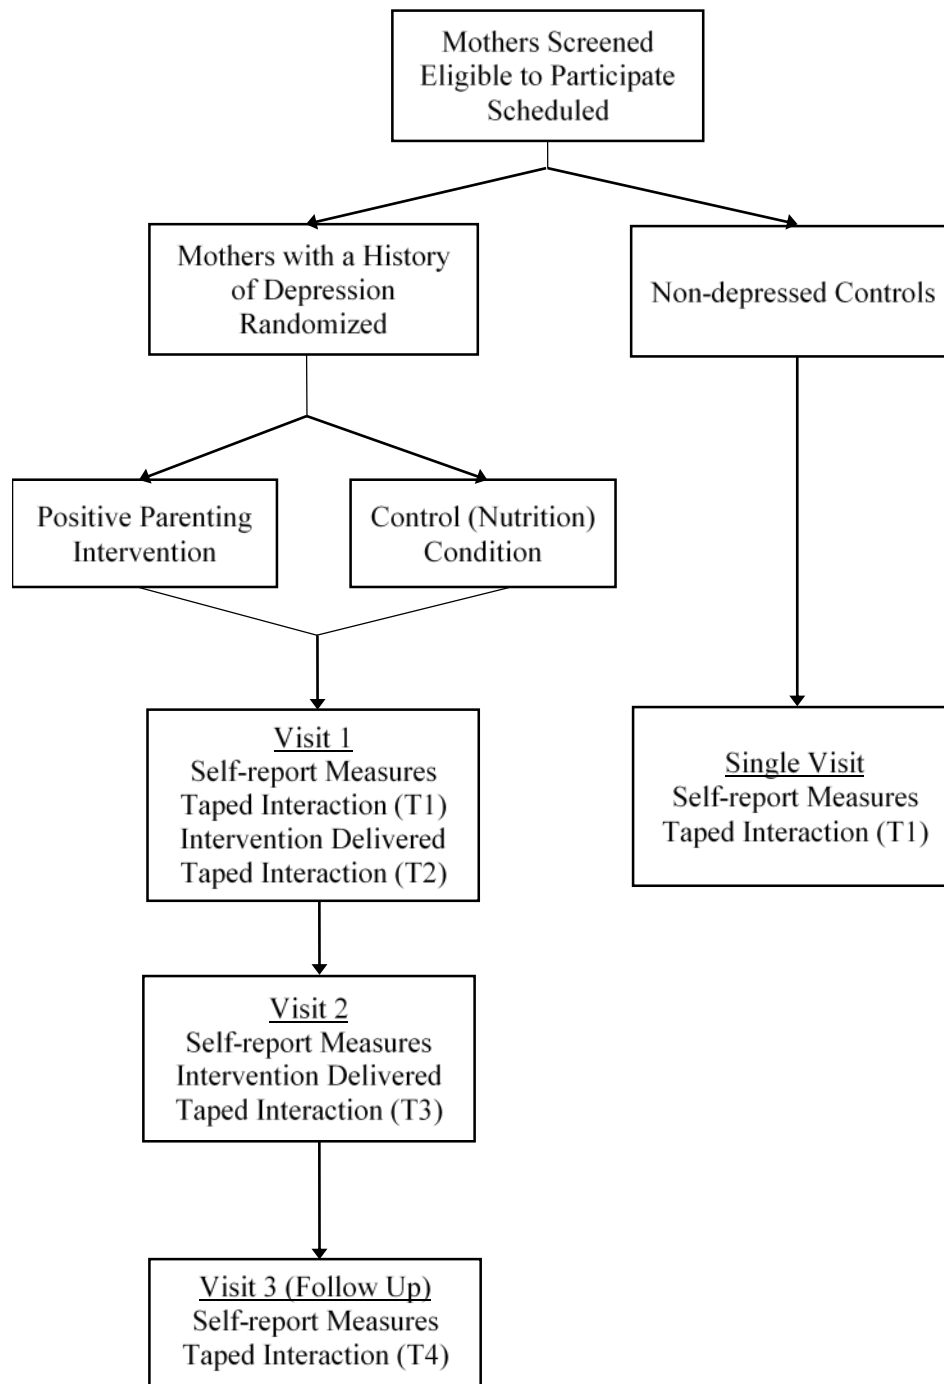 Mothers Screened
Eligible to Participate
Scheduled
Mothers with a History
of Depression
Randomized
Non-depressed Controls
Positive Parenting
Intervention
Control (Nutrition)
Condition
Visit 1
Self-report Measures
Taped Interaction (T1)
Intervention Delivered
Taped Interaction (T2)
Single Visit
Self-report Measures
Taped Interaction (T1)
Visit 2
Self-report Measures
Intervention Delivered
Taped Interaction (T3)
Visit 3 (Follow Up)
Self-report Measures
Taped Interaction (T4)